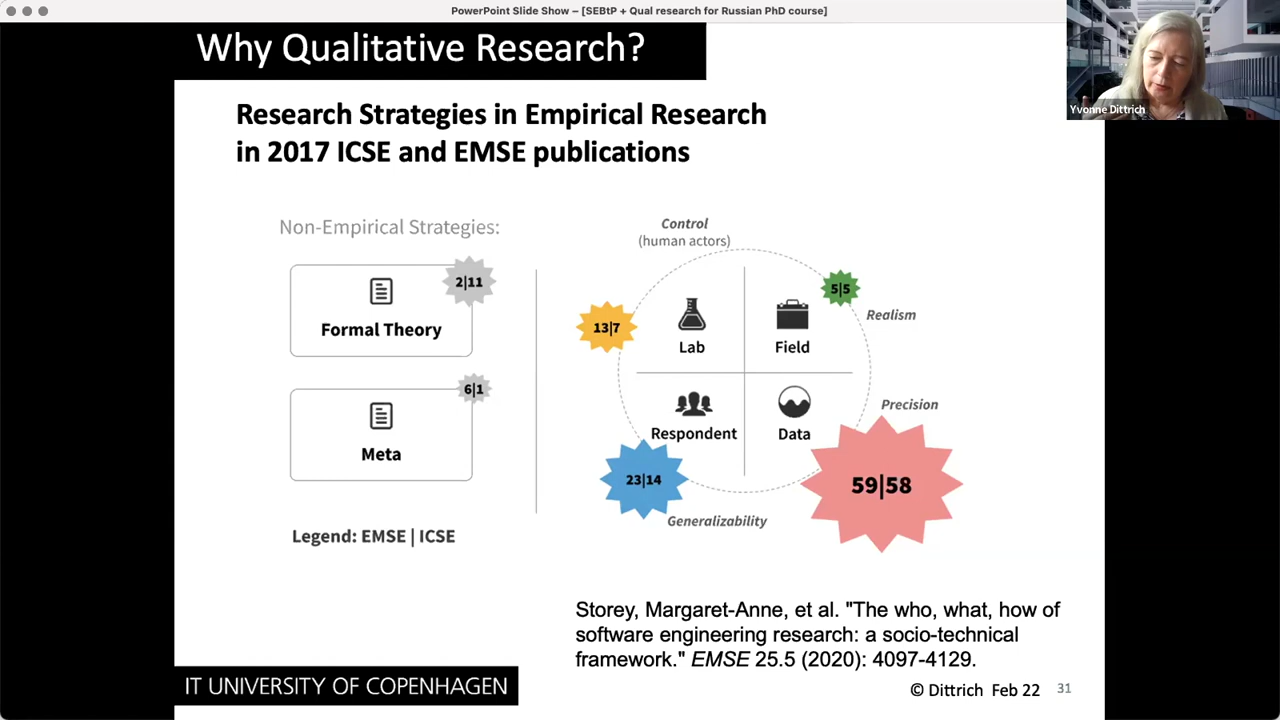 PowerPoint Slide Show – [SEBtP + Qual research for Russian PhD course]
Why Qualitative Research?
Yvonne Dittrich
Research Strategies in Empirical Research
in 2017 ICSE and EMSE publications
Non-Empirical Strategies:
2|11
Formal Theory
6|1
Meta
Legend: EMSE | ICSE
Control
(human actors)
5|5
13|7
Realism
Lab
Field
Precision
Respondent
Data
23|14
59|58
Generalizability
Storey, Margaret-Anne, et al. "The who, what, how of
software engineering research: a socio-technical
framework." EMSE 25.5 (2020): 4097-4129.
IT UNIVERSITY OF COPENHAGEN
© Dittrich Feb 22 31